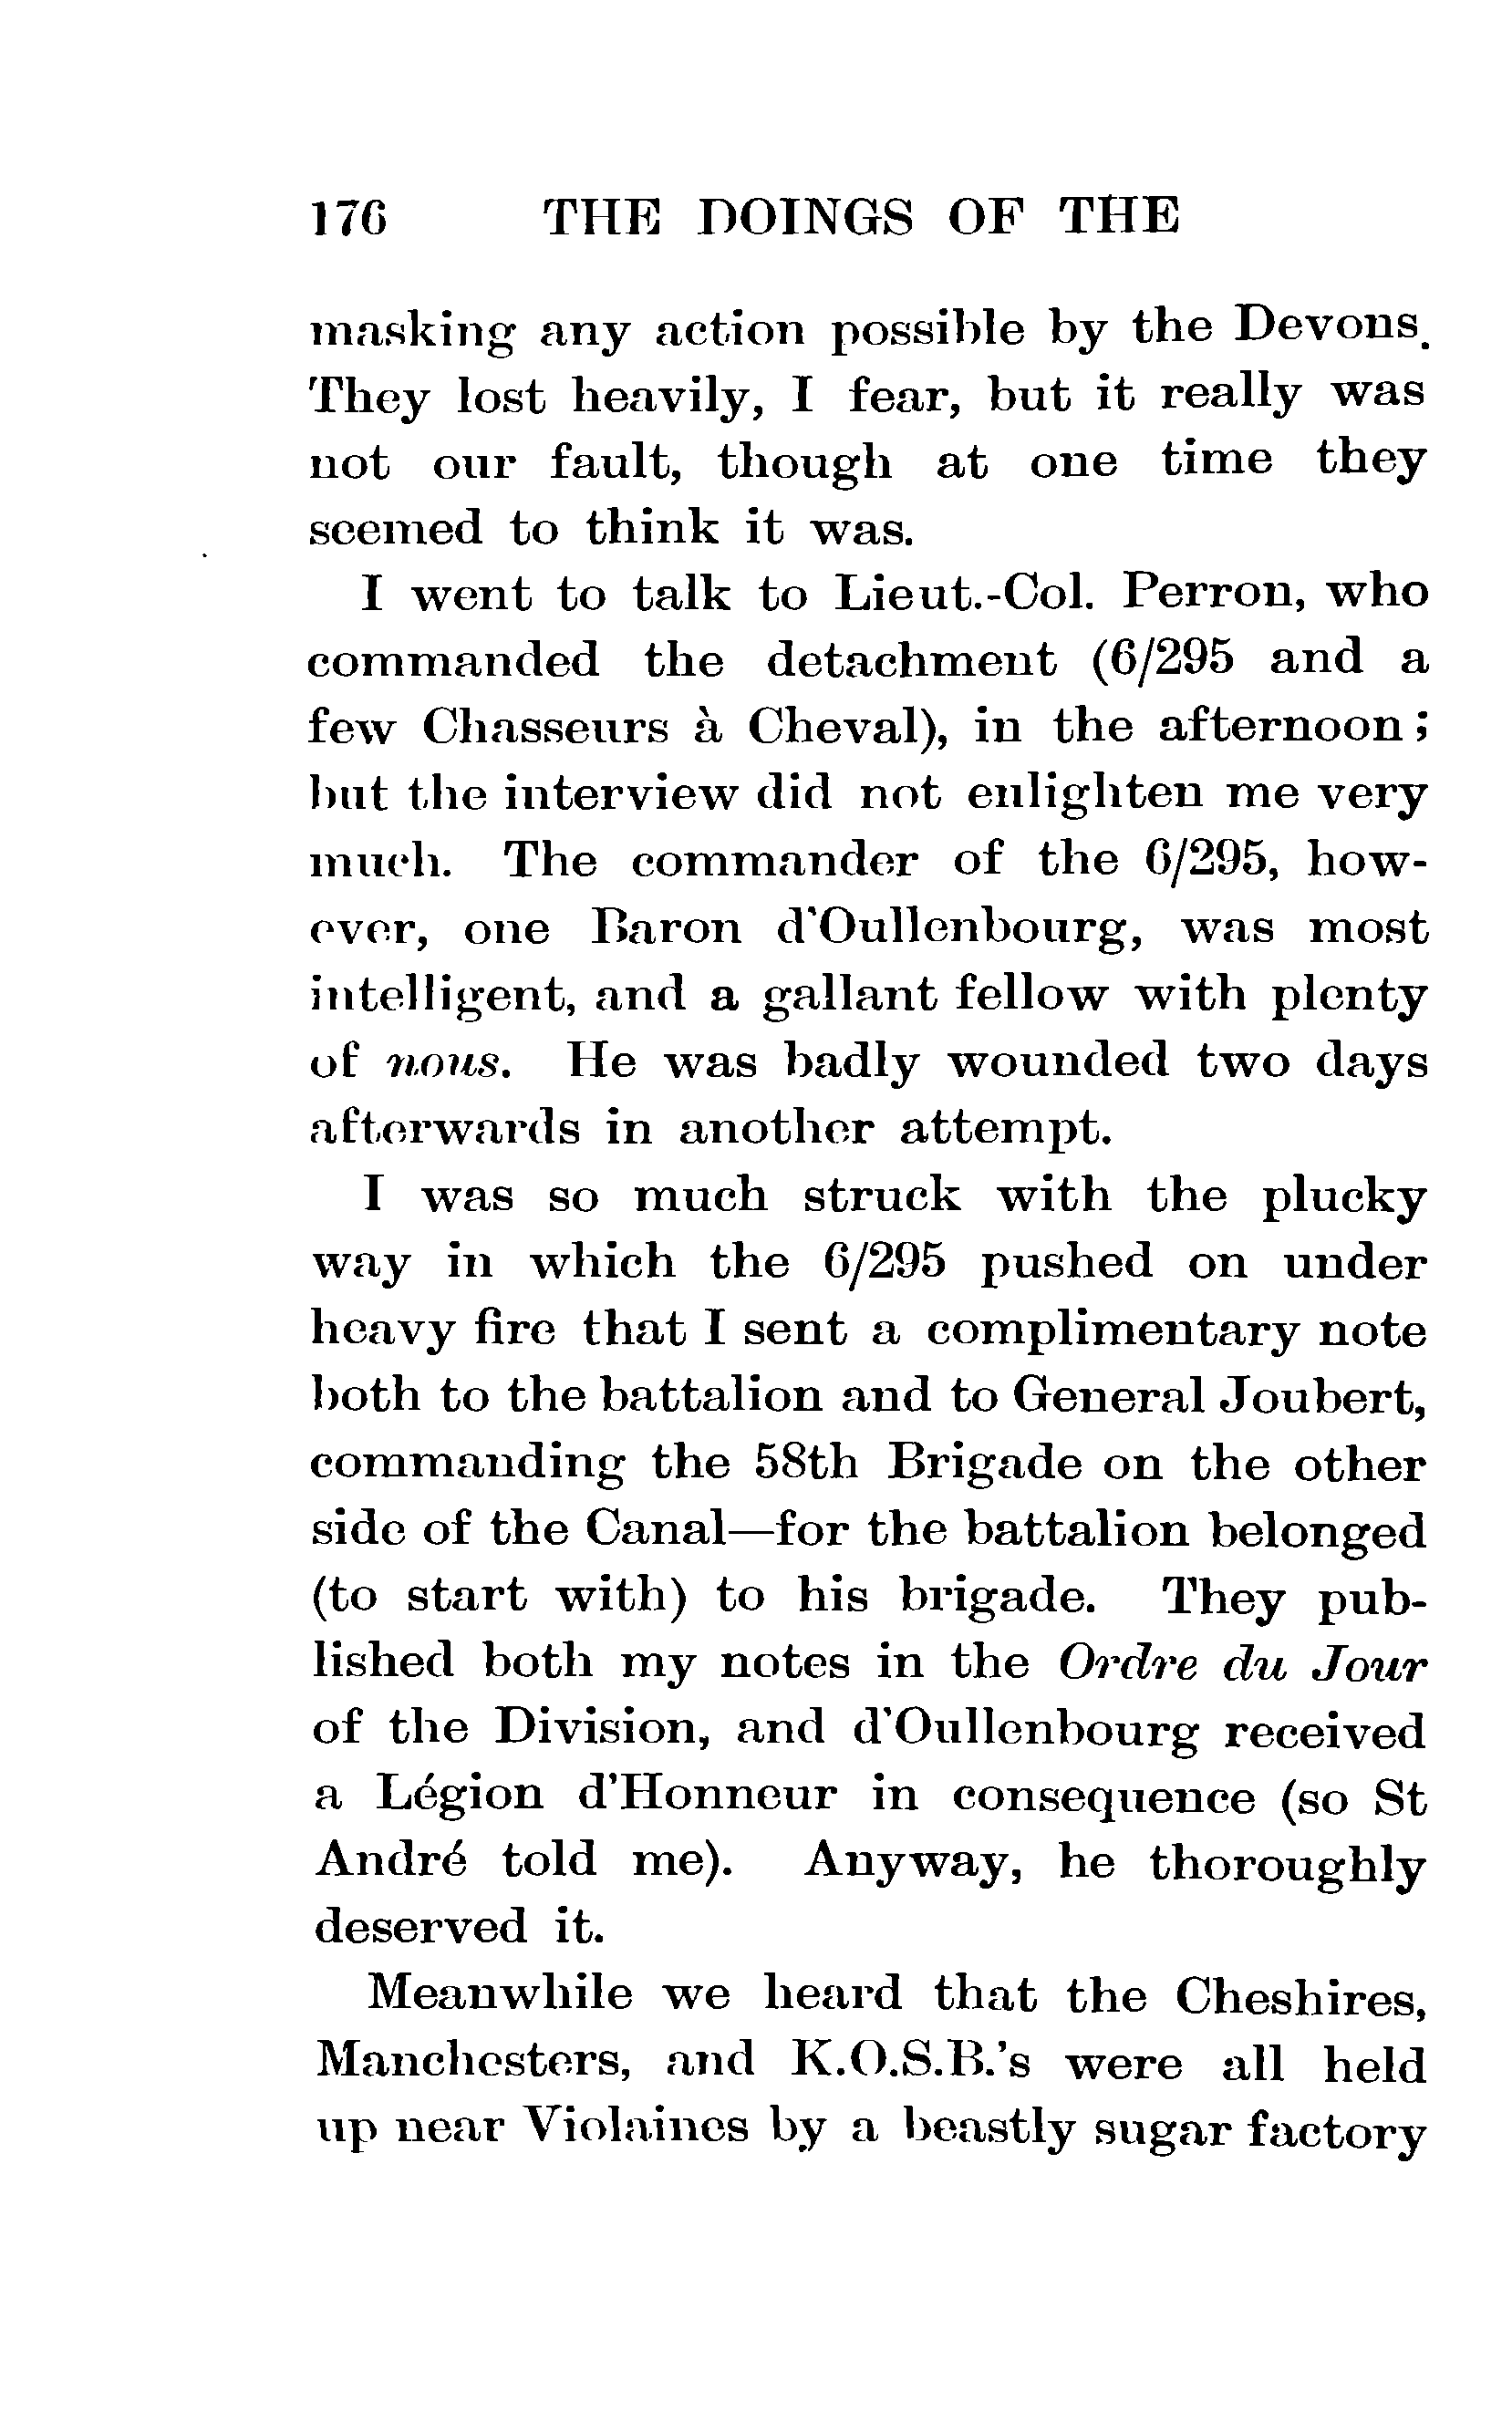 176 THE DOINGS OF THE
masking any action possible by the Devons.
They lost heavily, I fear, but it really was
not our fault, though at one time they
seemed to think it was.
I went to talk to Lieut.-Col. Perron, who
commanded the detachment (6/295 and a
few Chasseurs à Cheval), in the afternoon;
but the interview did not enlighten me very
much. The commander of the 6/295, how-
ever, one Baron d'Oullenbourg, was most
intelligent, and a gallant fellow with plenty
of nous. He was badly wounded two days
afterwards in another attempt.
I was so much struck with the plucky
way in which the 6/295 pushed on under
heavy fire that I sent a complimentary note
both to the battalion and to General Joubert,
commanding the 58th Brigade on the other
side of the Canal—for the battalion belonged
(to start with) to his brigade. They pub-
lished both my notes in the Ordre du Jour
of the Division, and d'Oullenbourg received
a Légion d'Honneur in consequence (so St
André told me). Anyway, he thoroughly
deserved it.
Meanwhile we heard that the Cheshires,
Manchesters, and K.O.S.B.'s were all held
up near Violaines by a beastly sugar factory